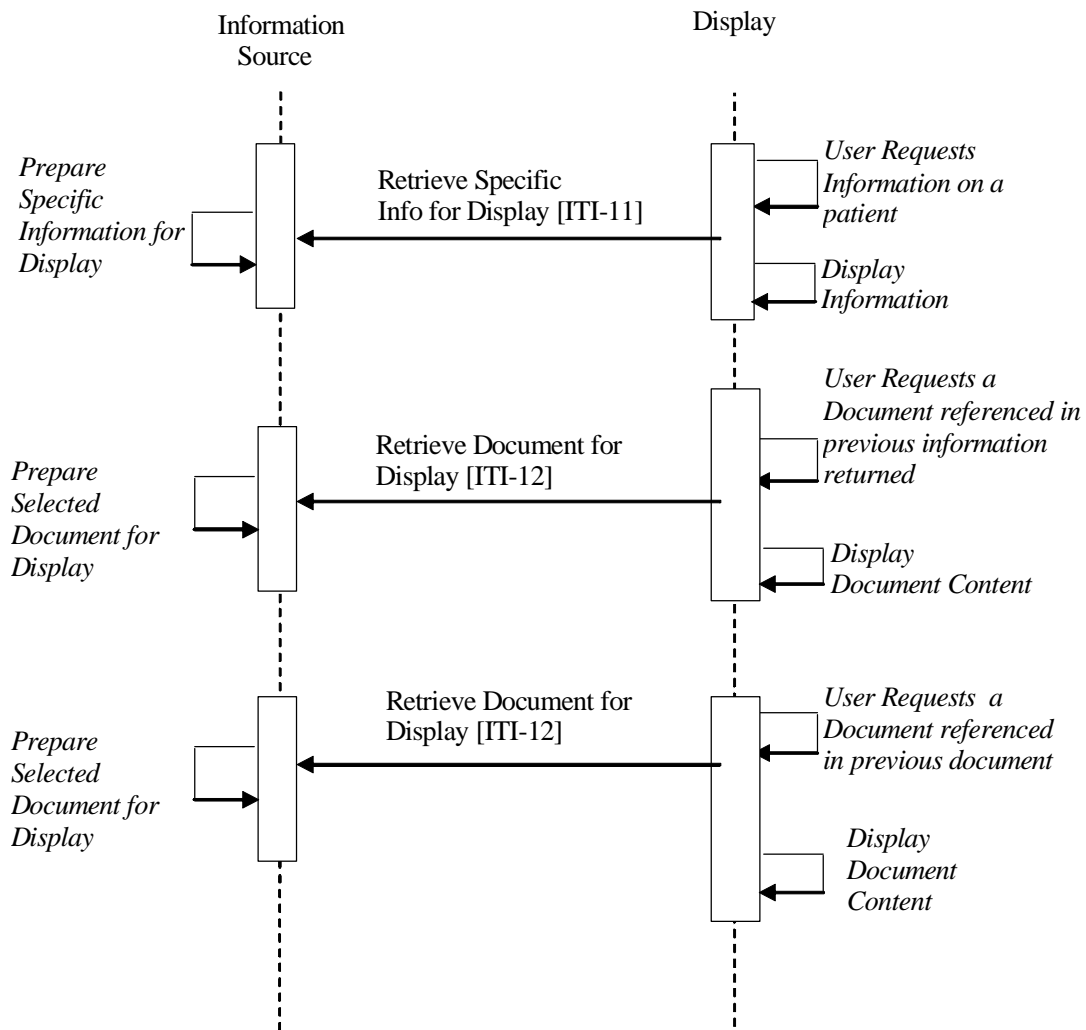 Information
Source
Display
Prepare
Specific
Information for
Display
Retrieve Specific
Info for Display [ITI-11]
User Requests
Information on a
patient
Display
Information
Prepare
Selected
Document for
Display
Retrieve Document for
Display [ITI-12]
User Requests a
Document referenced in
previous information
returned
Display
Document Content
Prepare
Selected
Document for
Display
Retrieve Document for
Display [ITI-12]
User Requests  a
Document referenced
in previous document
Display
Document
Content